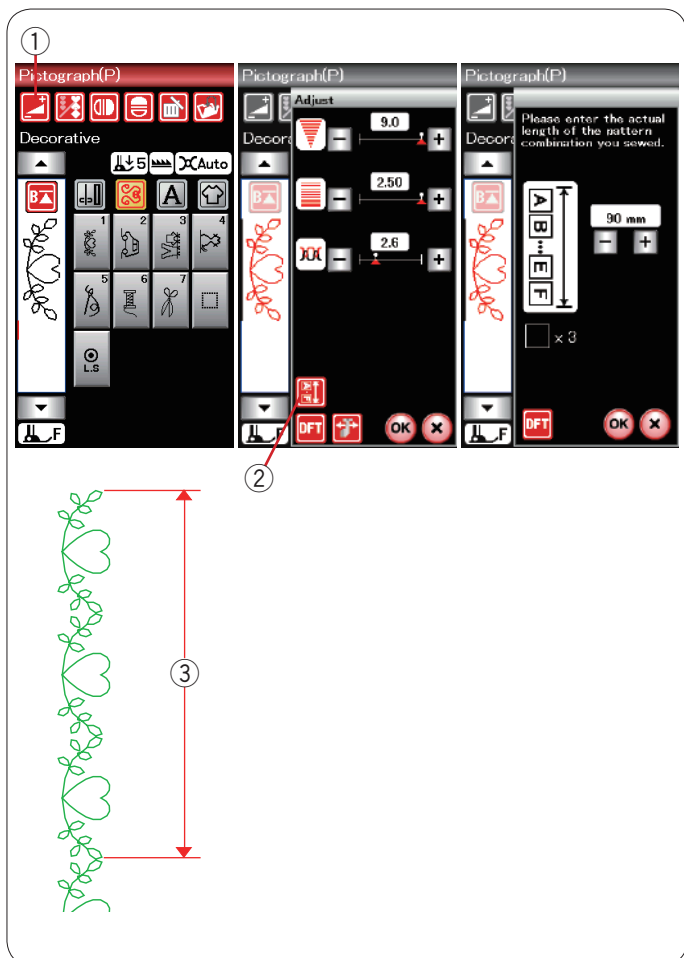 1
Pictograph(P)
Decorative
5
Auto
B
A
1
2
3
4
5
6
7
L.S
F
Pictograph(P)
Adjust
Decor
9.0
B
2.50
2.6
DFT
OK
F
Pictograph(P)
Please enter the actual
length of the pattern
combination you sewed.
Decor
B
A
B
E
F
90 mm
x 3
DFT
OK
F
2
3